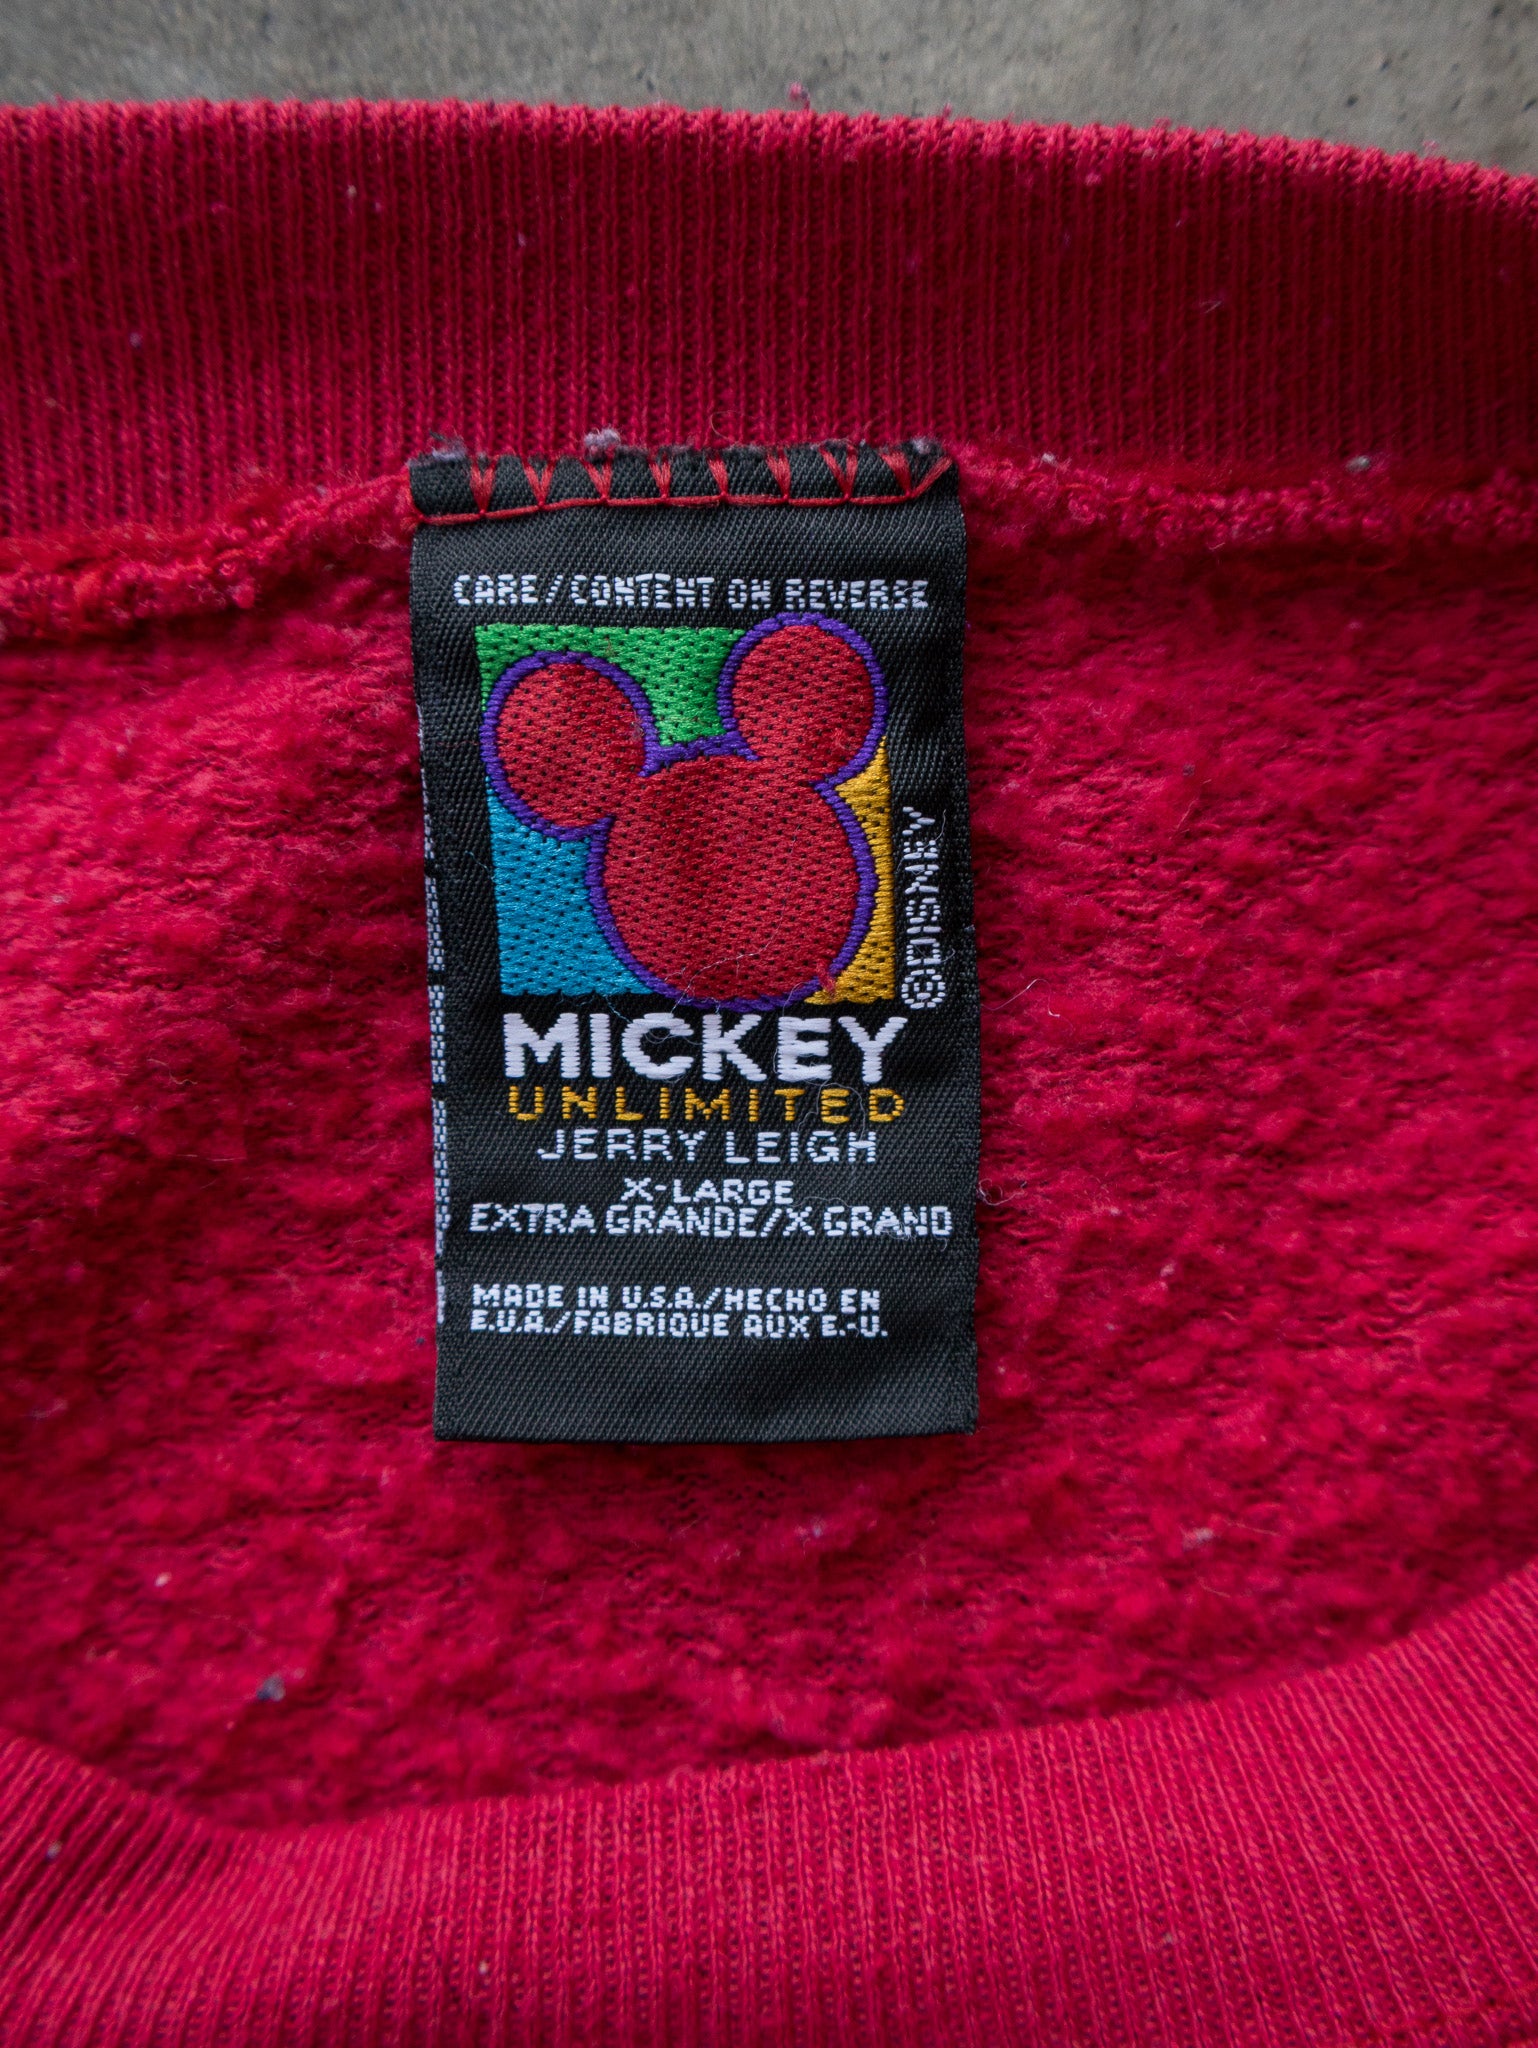 CARE/CONTENT ON REVERSE
©DISNEY
MICKEY
UNLIMITED
JERRY LEIGH
X-LARGE
EXTRA GRANDE/X GRAND
MADE IN U.S.A./HECHO EN
E.U.A./FABRIQUE AUX E.-U.